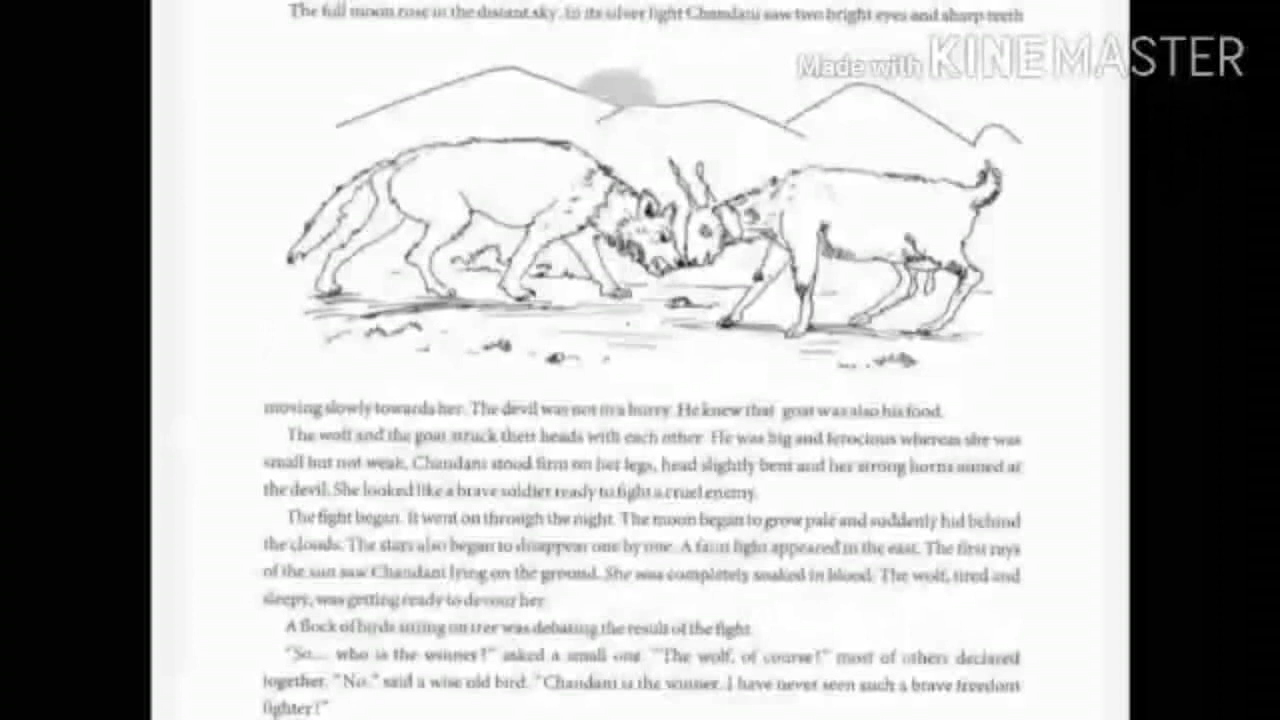 The full moon rose in the distant sky. In its silver light Chandani saw two bright eyes and sharp teeth
Made with KINEMASTER
moving slowly towards her. The devil was not in a hurry. He knew that goat was also his food.
The wolf and the goat struck their heads with each other. He was big and ferocious whereas she was
small but not weak. Chandani stood firm on her legs, head slightly bent and her strong horns aimed at
the devil. She looked like a brave soldier ready to fight a cruel enemy.
The fight began. It went on through the night. The moon began to grow pale and suddenly hid behind
the clouds. The stars also began to disappear one by one. A faint light appeared in the east. The first rays
of the sun saw Chandani lying on the ground. She was completely soaked in blood. The wolf, tired and
sleepy, was getting ready to devour her.
A flock of birds sitting on tree was debating the result of the fight.
"So... who is the winner?" asked a small one. "The wolf, of course!" most of others declared
together. "No." said a wise old bird. "Chandani is the winner. I have never seen such a brave freedom
fighter!"